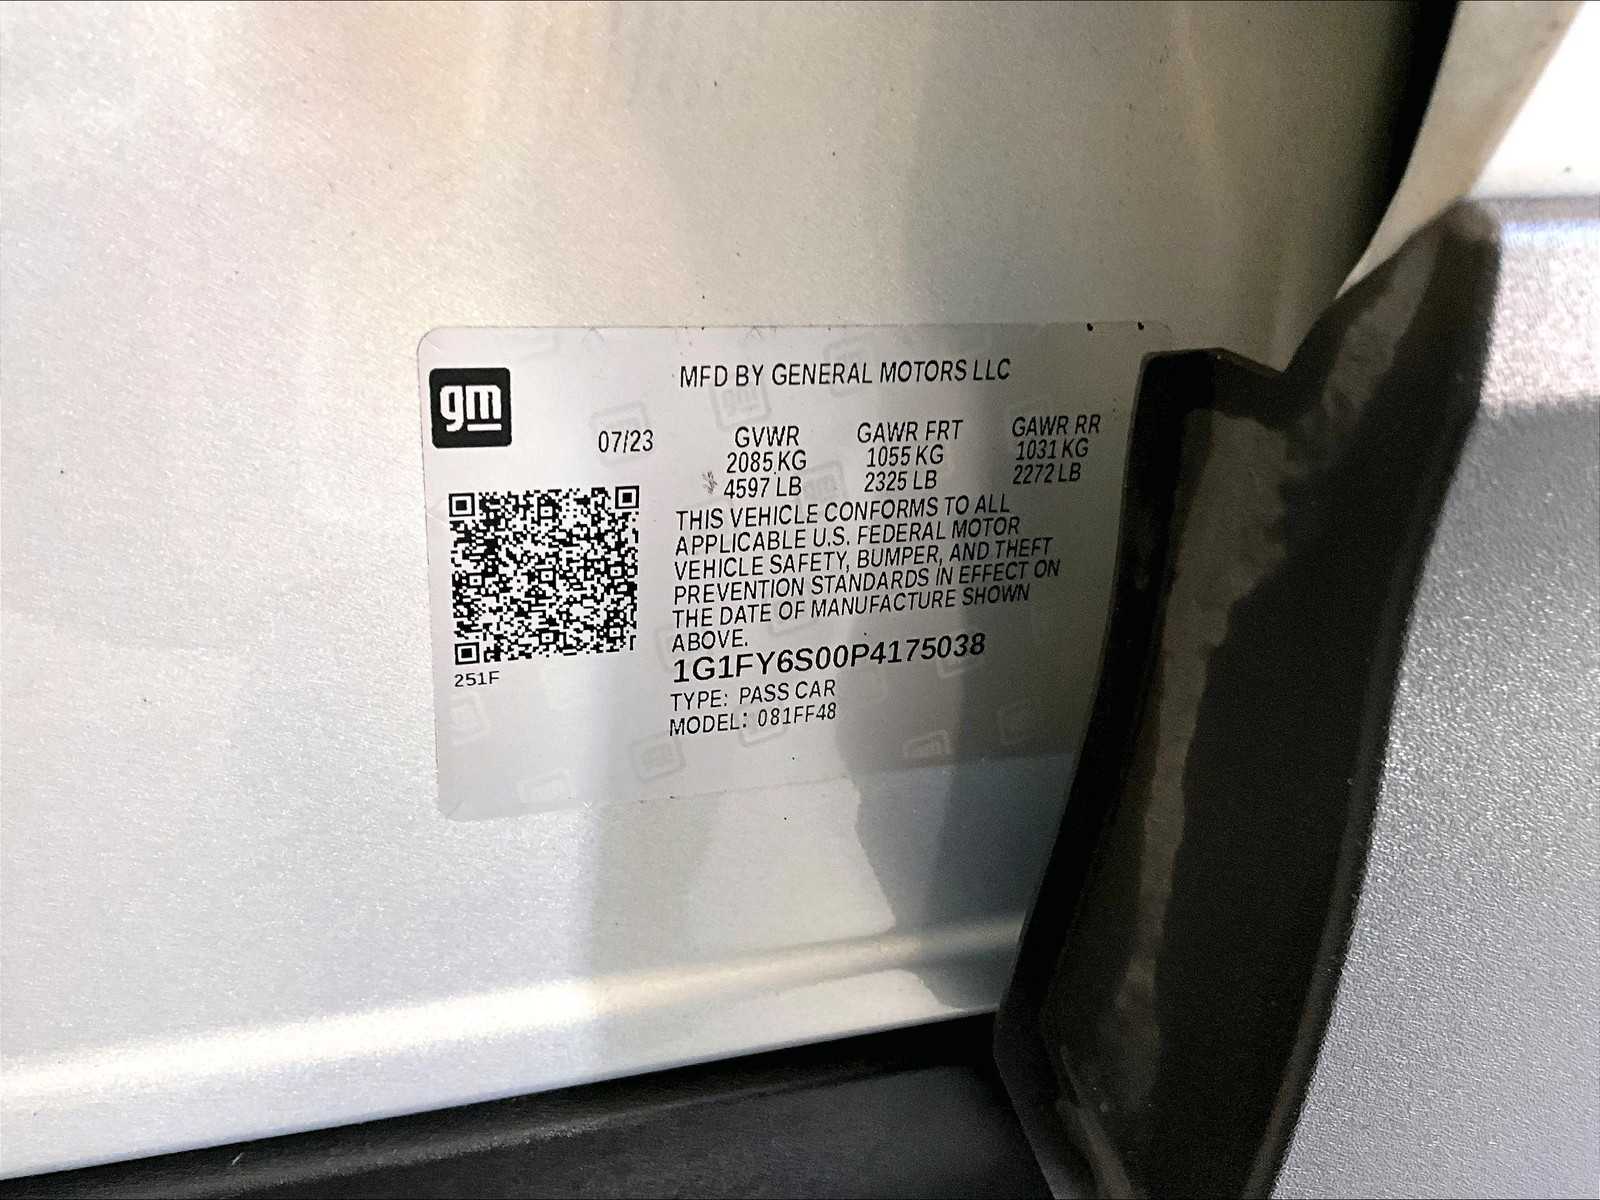 gm
MFD BY GENERAL MOTORS LLC
07/23 GVWR GAWR FRT GAWR RR
2085 KG 1055 KG 1031 KG
4597 LB 2325 LB 2272 LB
THIS VEHICLE CONFORMS TO ALL
APPLICABLE U.S. FEDERAL MOTOR
VEHICLE SAFETY, BUMPER, AND THEFT
PREVENTION STANDARDS IN EFFECT ON
THE DATE OF MANUFACTURE SHOWN
ABOVE.
1G1FY6S00P4175038
251F
TYPE: PASS CAR
MODEL: 081FF48